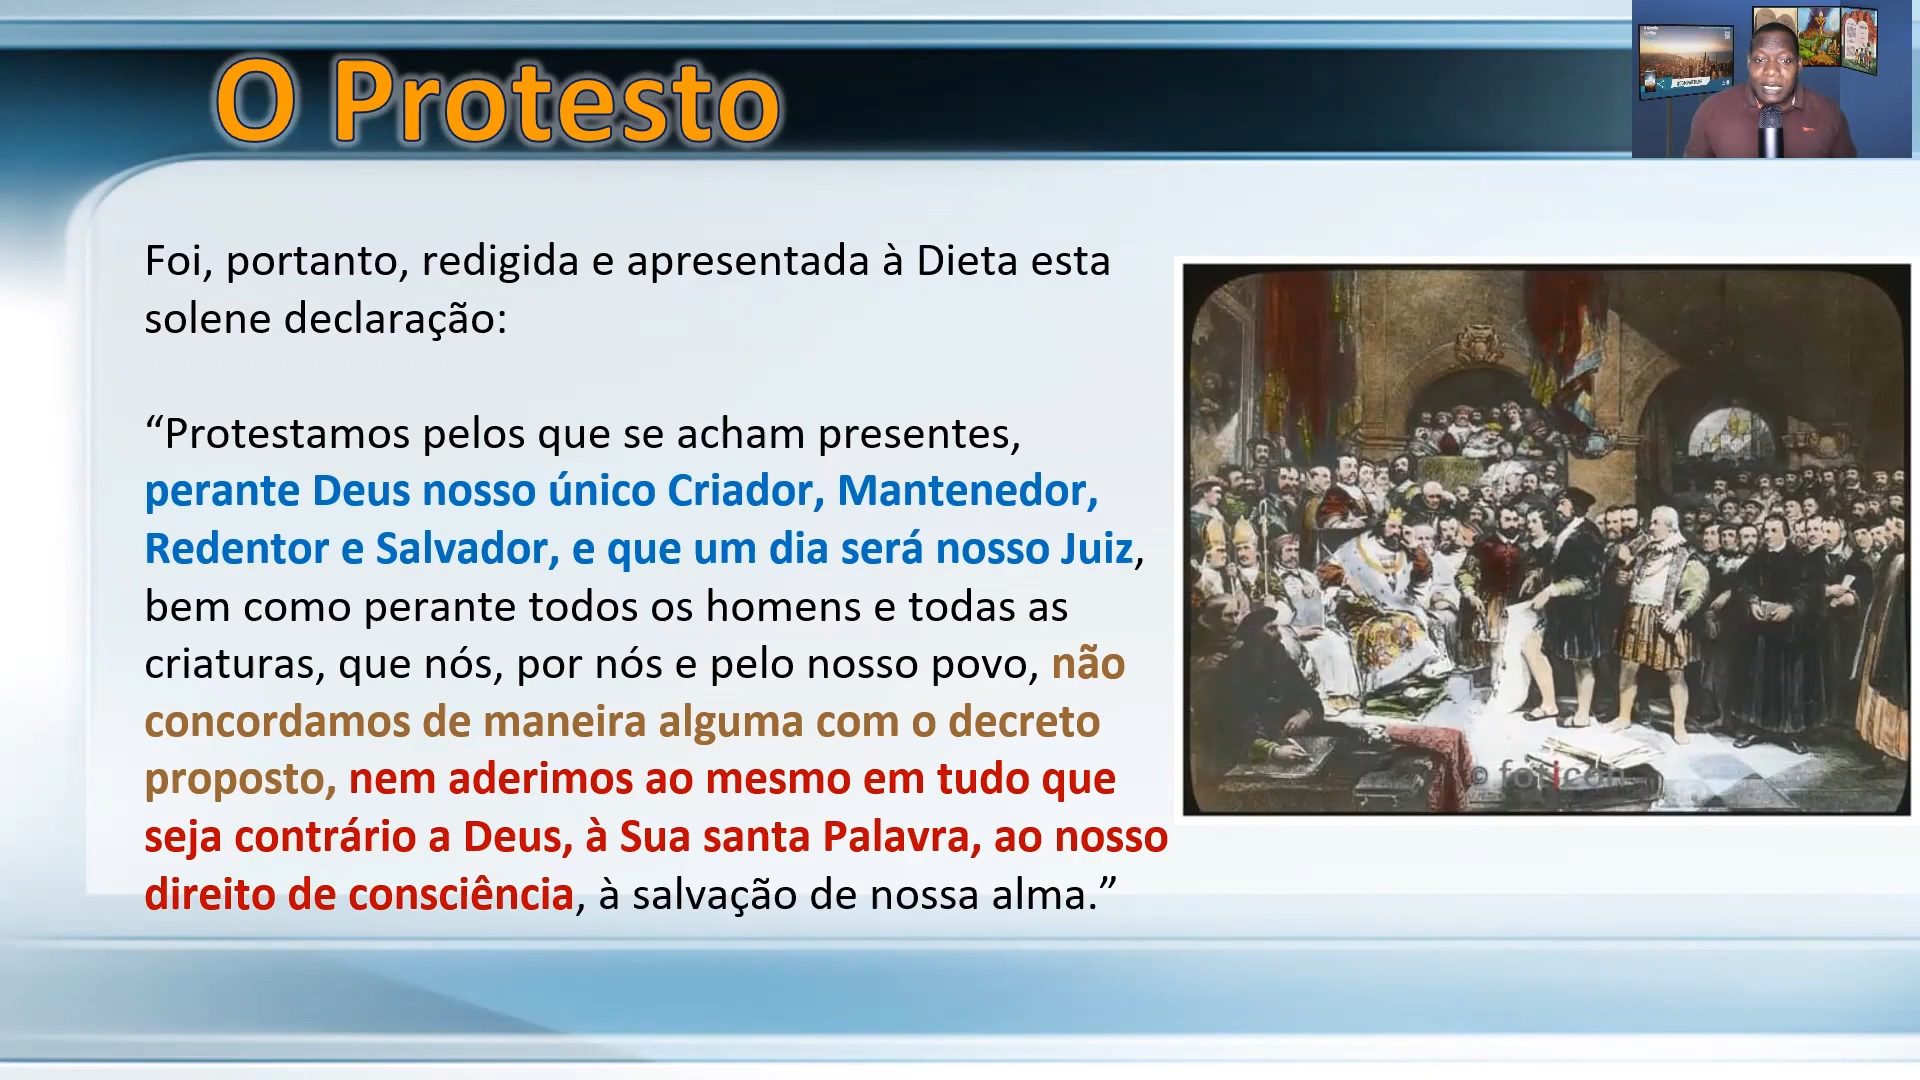 O Protesto
Foi, portanto, redigida e apresentada à Dieta esta
solene declaração:
“Protestamos pelos que se acham presentes,
perante Deus nosso único Criador, Mantenedor,
Redentor e Salvador, e que um dia será nosso Juiz,
bem como perante todos os homens e todas as
criaturas, que nós, por nós e pelo nosso povo, não
concordamos de maneira alguma com o decreto
proposto, nem aderimos ao mesmo em tudo que
seja contrário a Deus, à Sua santa Palavra, ao nosso
direito de consciência, à salvação de nossa alma.”